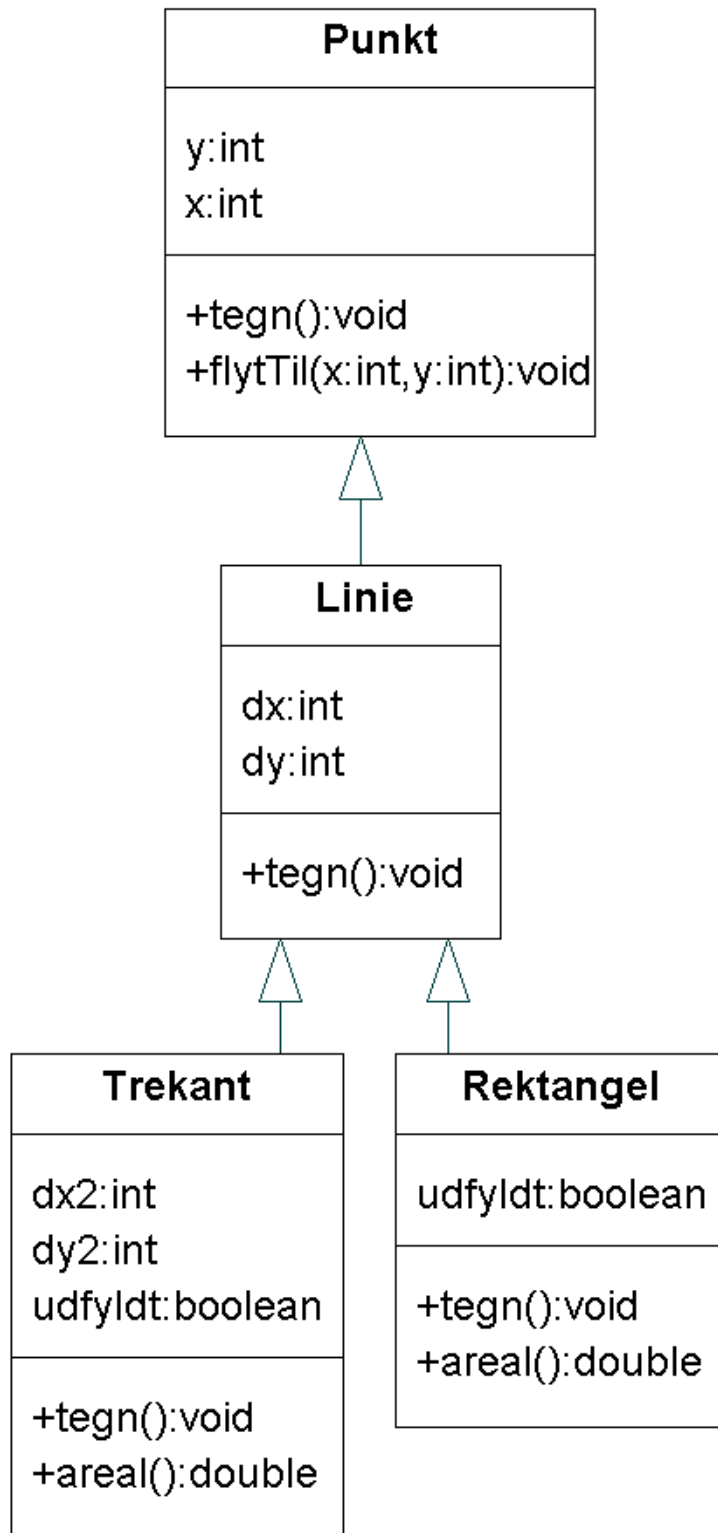 Punkt
y:int
x:int
+tegn():void
+flytTil(x:int,y:int):void
Linie
dx:int
dy:int
+tegn():void
Trekant
dx2:int
dy2:int
udfyldt:boolean
+tegn():void
+areal():double
Rektangel
udfyldt:boolean
+tegn():void
+areal():double